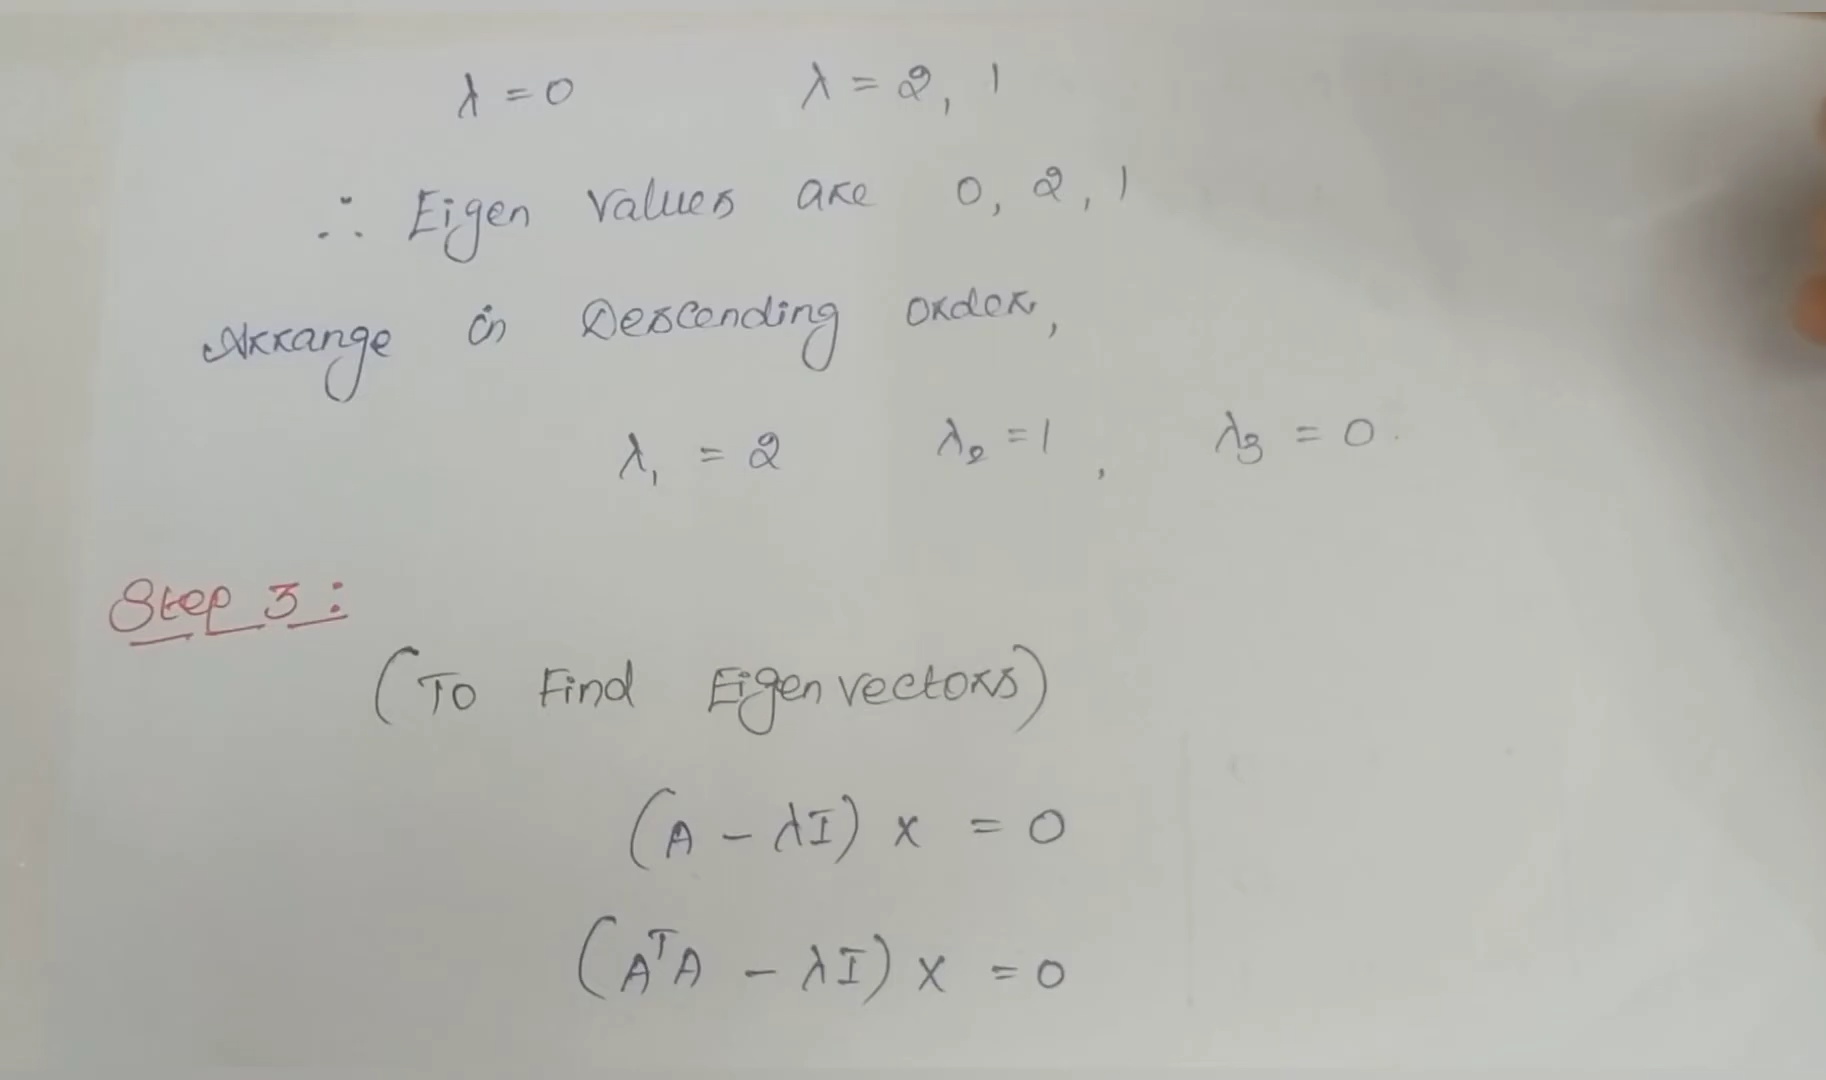 λ = 0 λ = 2, 1
∴ Eigen values are 0, 2, 1
Arrange in Descending order,
λ₁ = 2 λ₂ = 1 , λ₃ = 0.
Step 3 :
(To Find Eigen vectors)
(A - λI) x = 0
(AᵀA - λI) x = 0